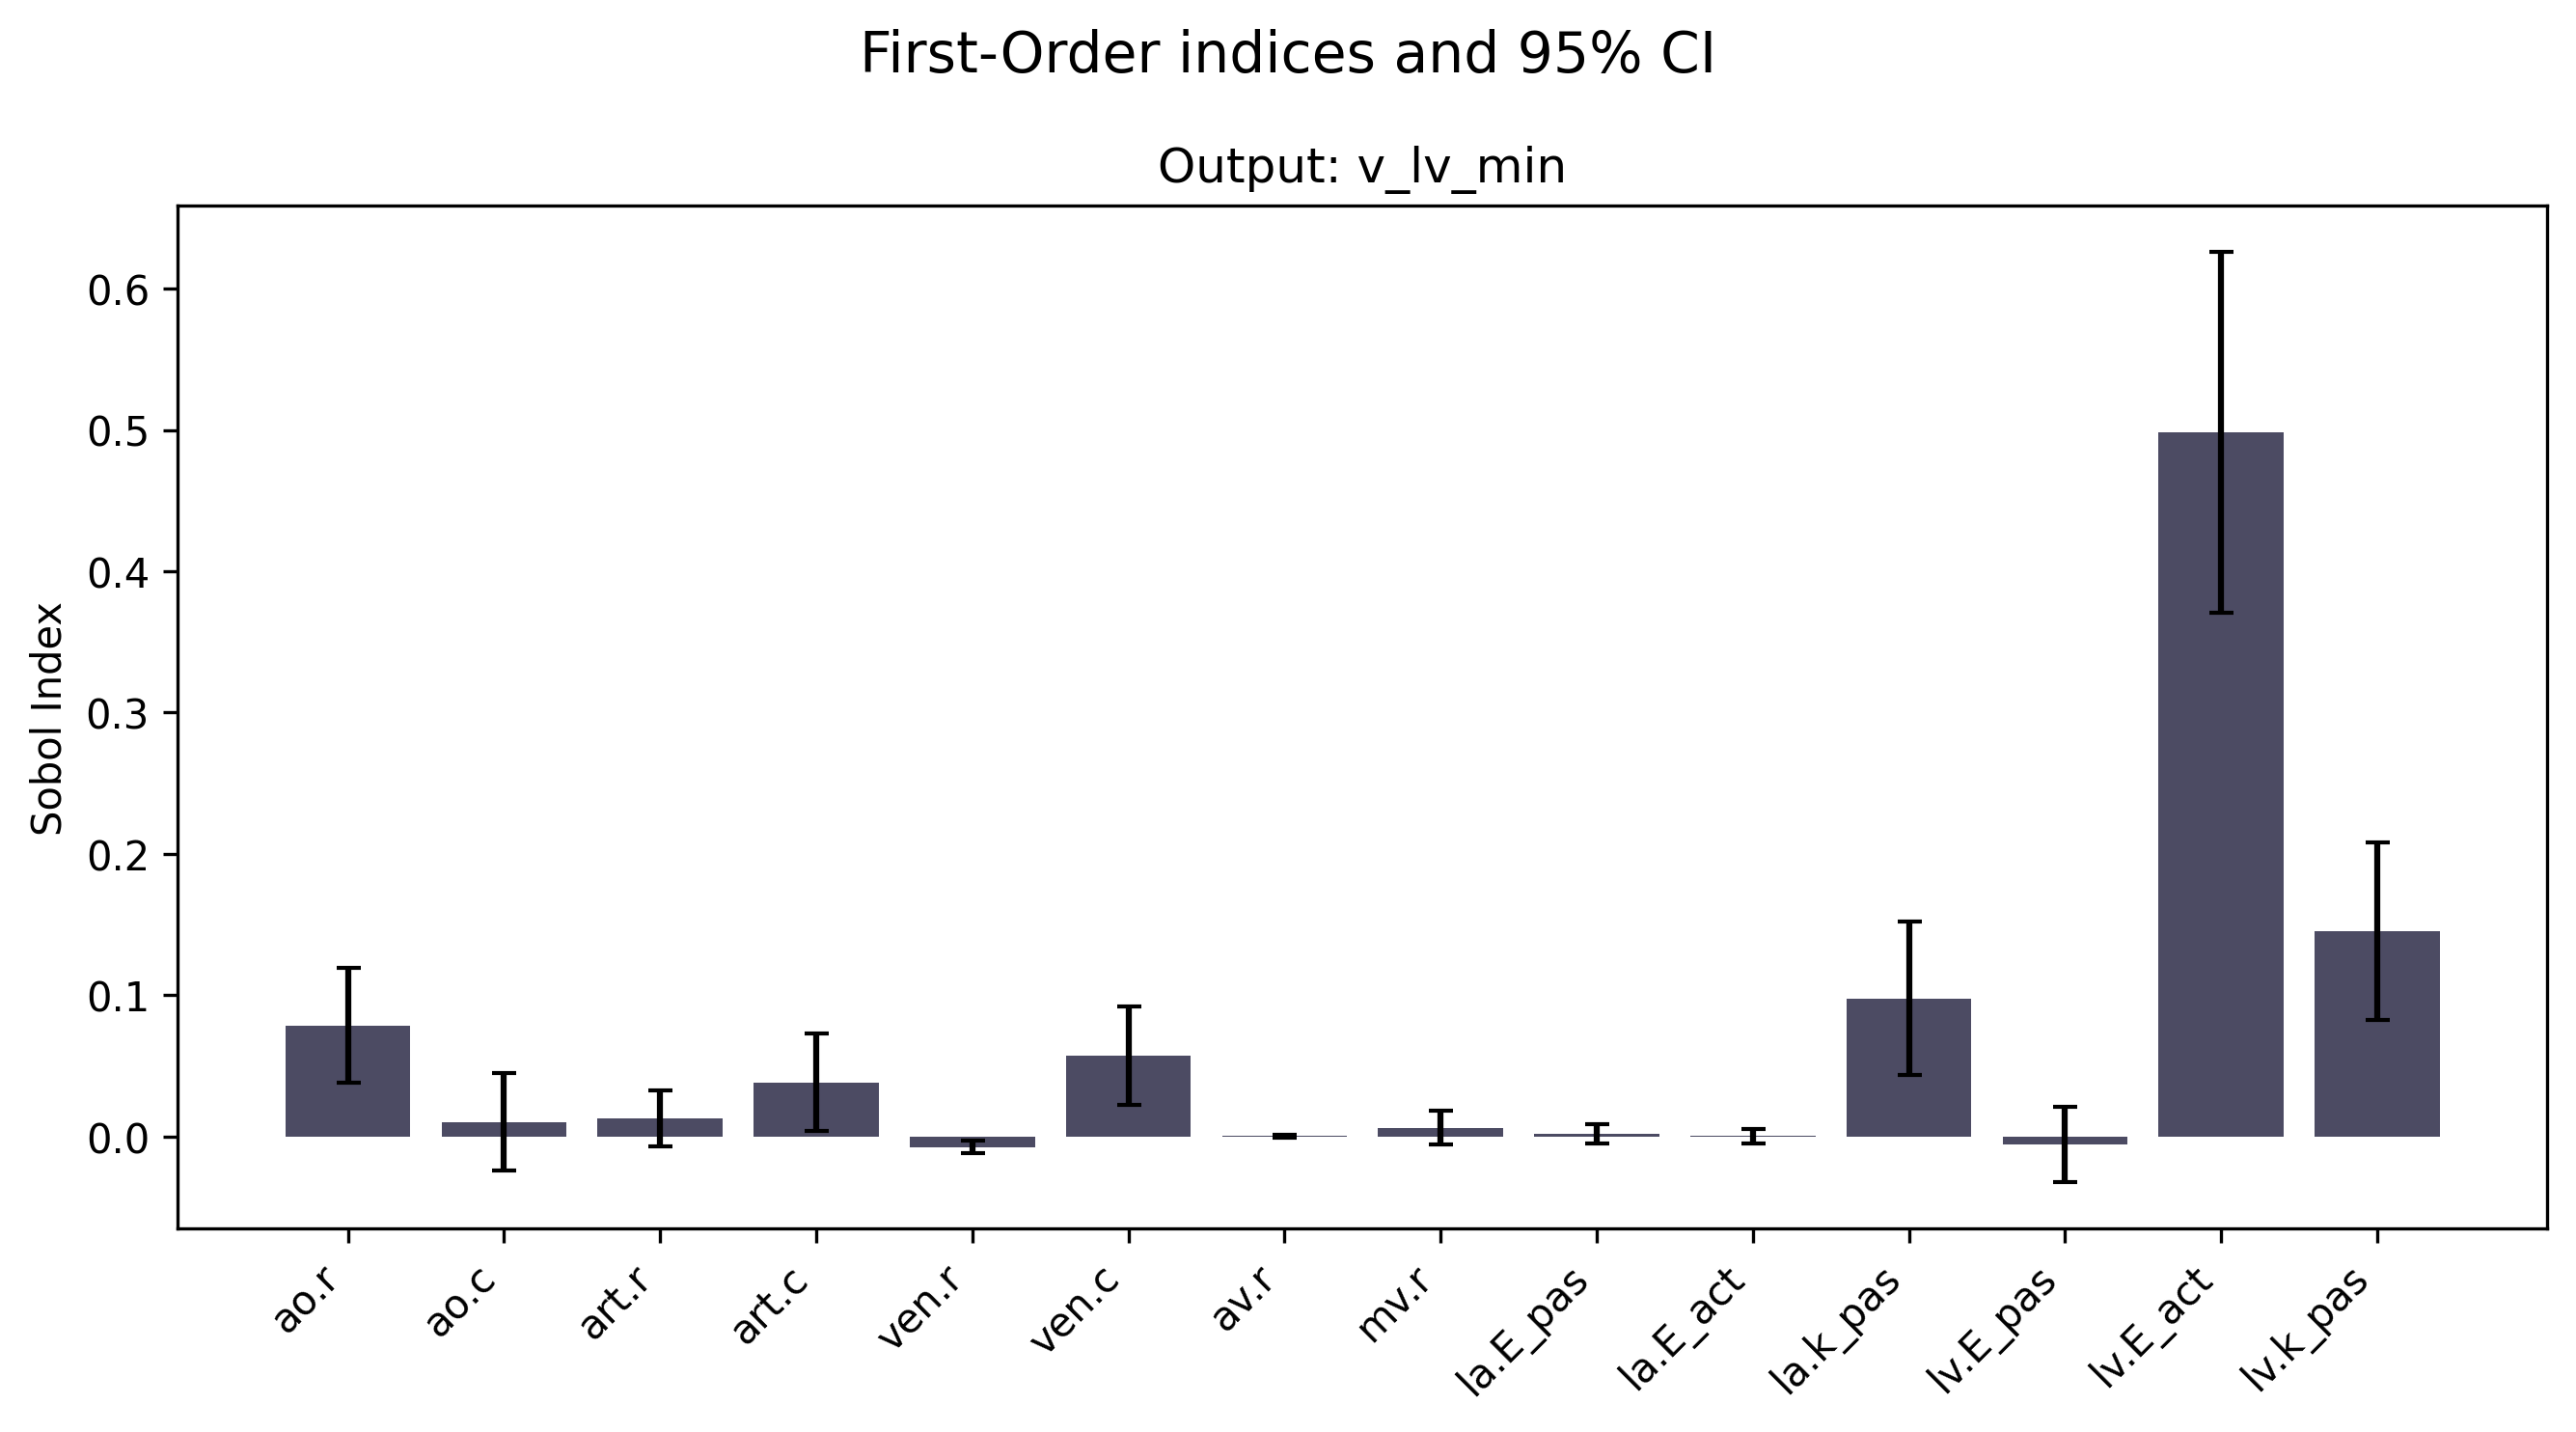 First-Order indices and 95% CI
Output: v_lv_min
Sobol Index
0.6
0.5
0.4
0.3
0.2
0.1
0.0
ao.r
ao.c
art.r
art.c
ven.r
ven.c
av.r
mv.r
la.E_pas
la.E_act
la.k_pas
lv.E_pas
lv.E_act
lv.k_pas